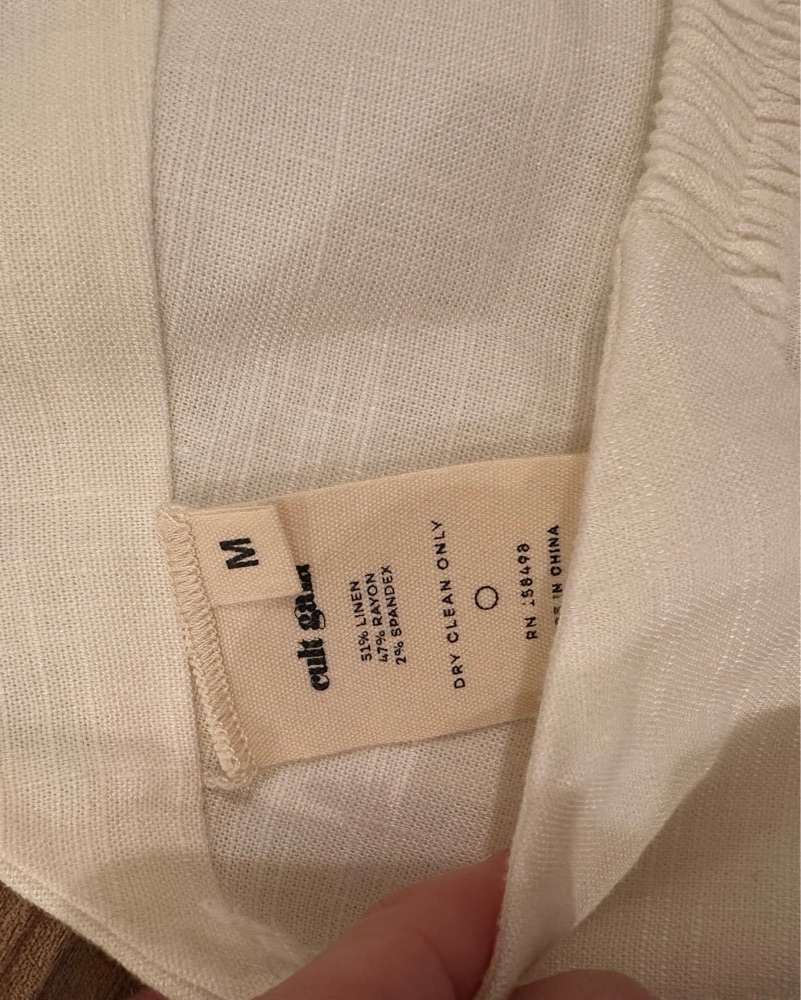 M
cult gaia
51% LINEN
47% RAYON
2% SPANDEX
DRY CLEAN ONLY
RN 158498
IN CHINA